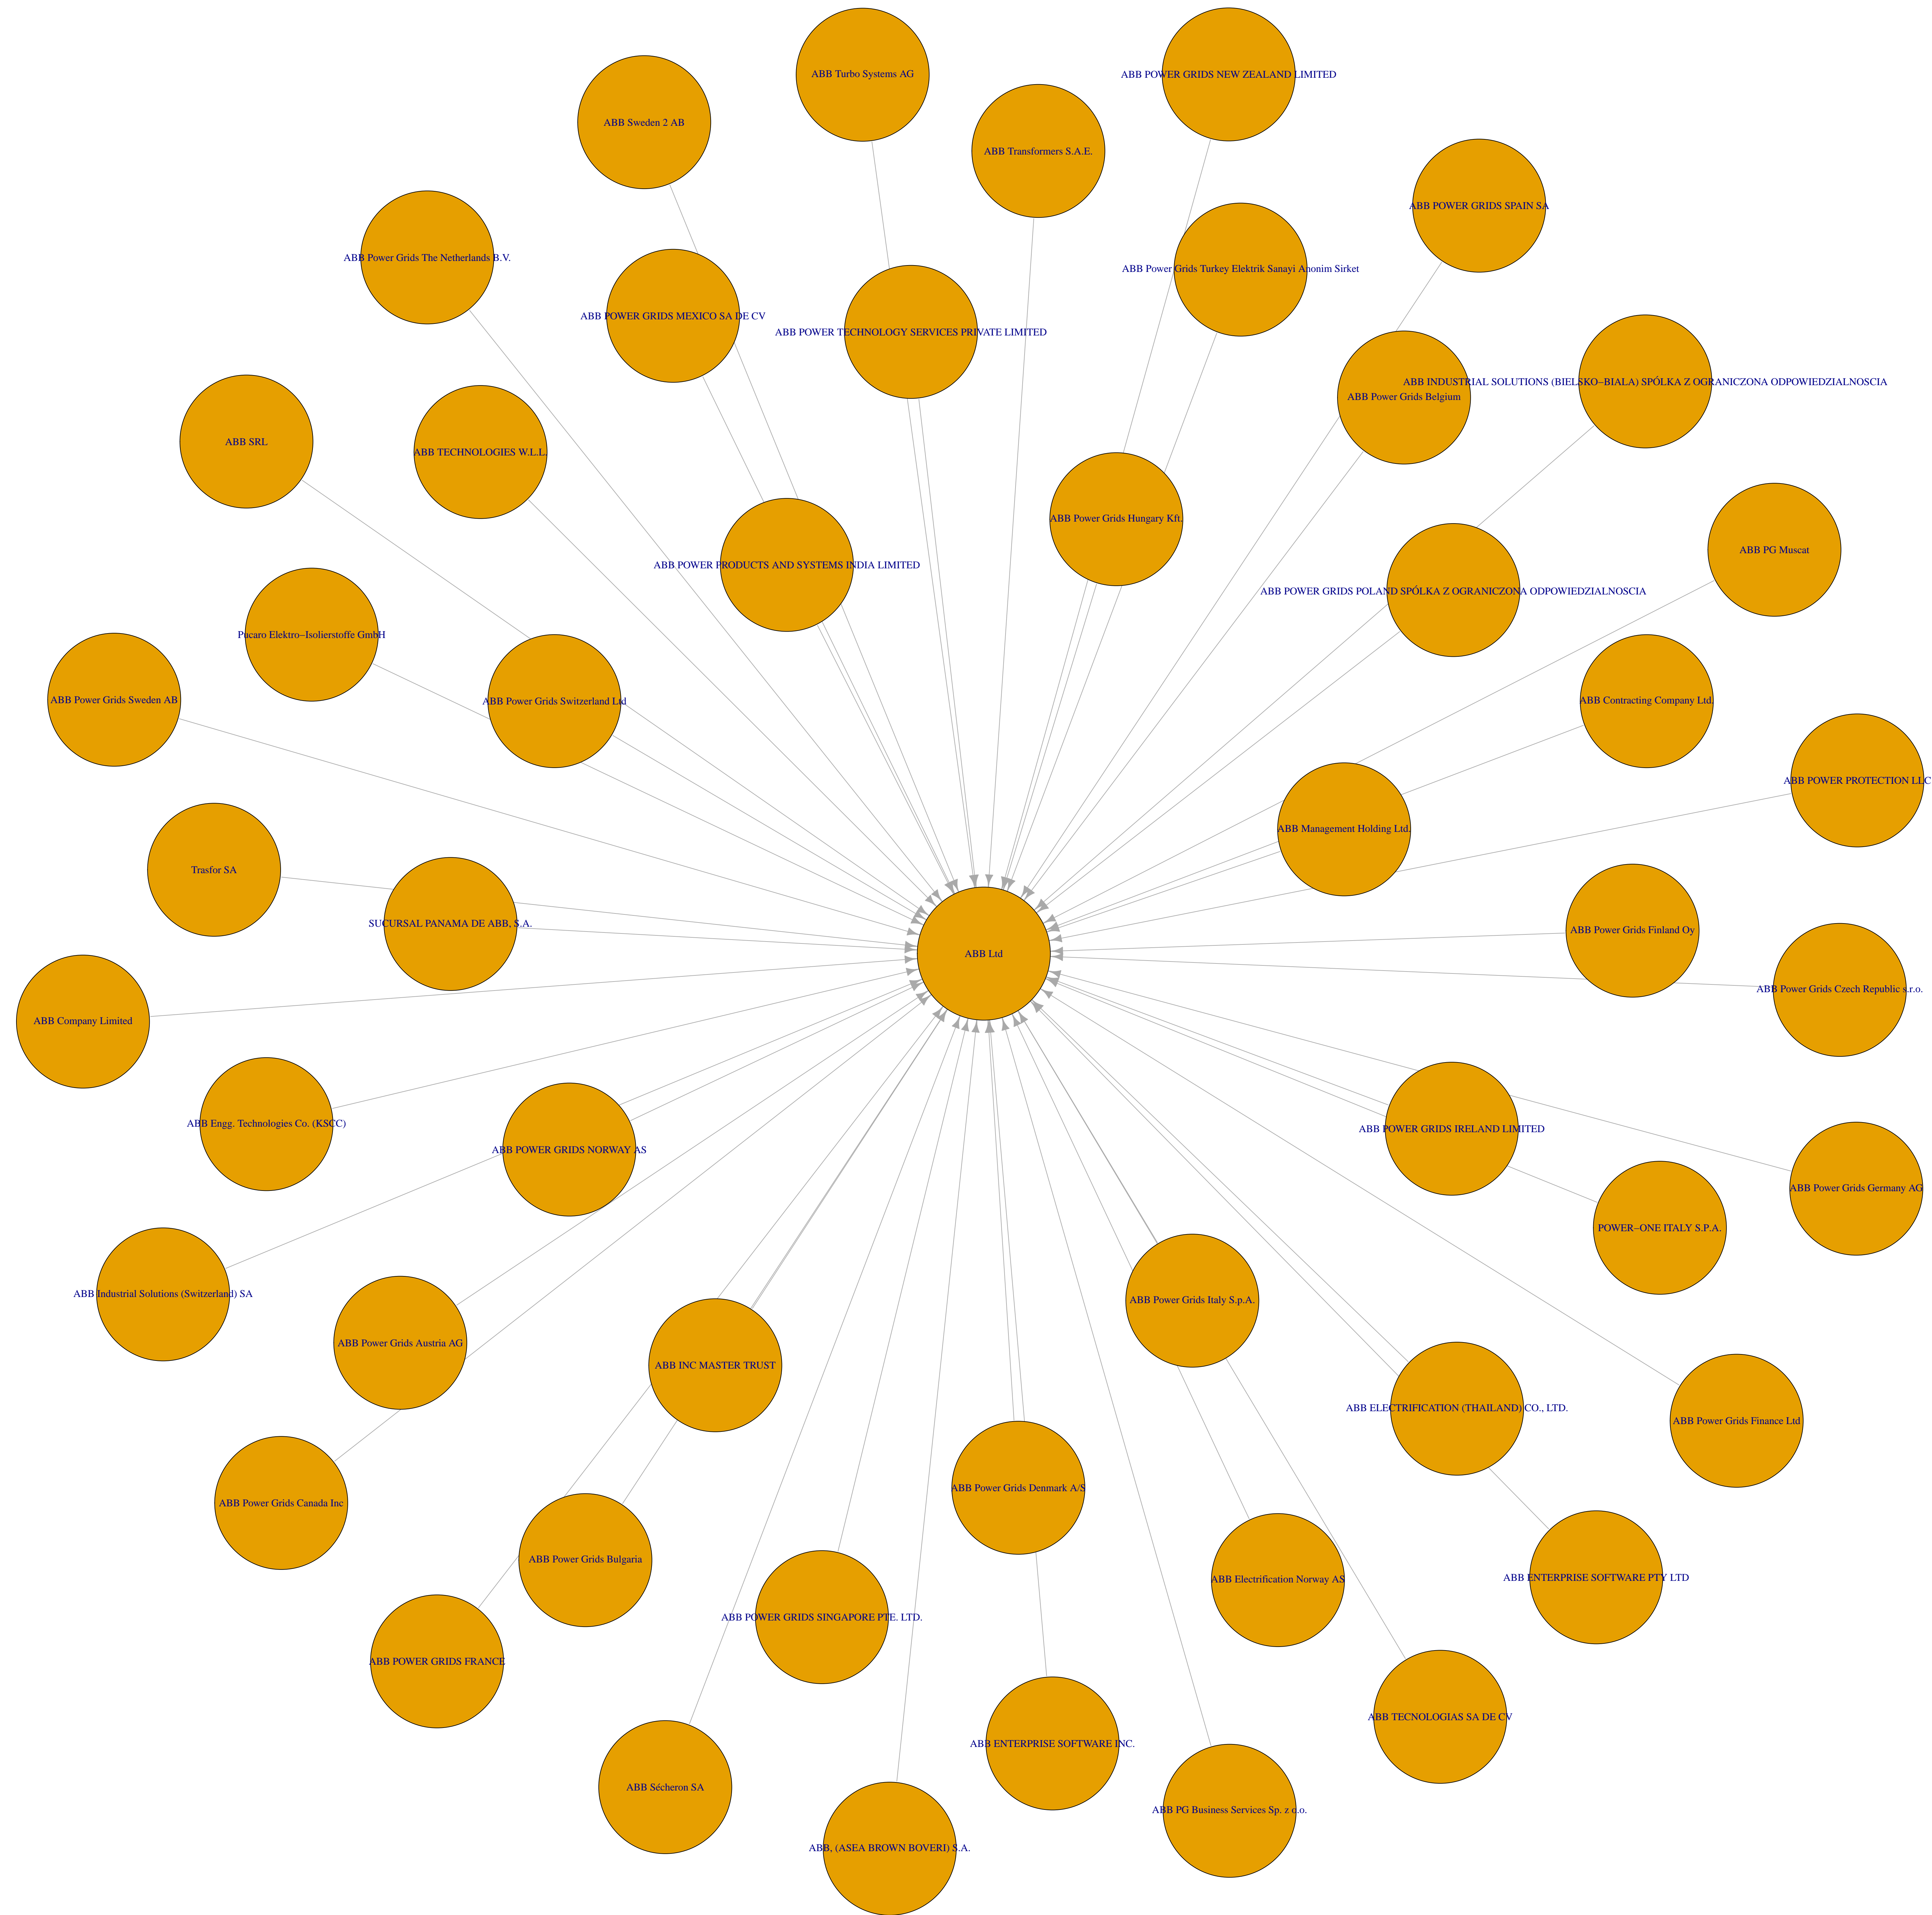 ABB Turbo Systems AG
ABB POWER GRIDS NEW ZEALAND LIMITED
ABB Sweden 2 AB
ABB Transformers S.A.E.
ABB POWER GRIDS SPAIN SA
ABB Power Grids The Netherlands B.V.
ABB Power Grids Turkey Elektrik Sanayi Anonim Sirket
ABB POWER GRIDS MEXICO SA DE CV
ABB POWER TECHNOLOGY SERVICES PRIVATE LIMITED
ABB INDUSTRIAL SOLUTIONS (BIELSKO−BIALA) SPÓLKA Z OGRANICZONA ODPOWIEDZIALNOSCIA
ABB Power Grids Belgium
ABB SRL
ABB TECHNOLOGIES W.L.L.
ABB Power Grids Hungary Kft.
ABB PG Muscat
ABB POWER PRODUCTS AND SYSTEMS INDIA LIMITED
ABB POWER GRIDS POLAND SPÓLKA Z OGRANICZONA ODPOWIEDZIALNOSCIA
Pucaro Elektro−Isolierstoffe GmbH
ABB Power Grids Sweden AB
ABB Power Grids Switzerland Ltd
ABB Contracting Company Ltd.
ABB POWER PROTECTION LLC
ABB Management Holding Ltd.
Trasfor SA
SUCURSAL PANAMA DE ABB, S.A.
ABB Power Grids Finland Oy
ABB Ltd
ABB Power Grids Czech Republic s.r.o.
ABB Company Limited
ABB Engg. Technologies Co. (KSCC)
ABB POWER GRIDS IRELAND LIMITED
ABB POWER GRIDS NORWAY AS
ABB Power Grids Germany AG
POWER−ONE ITALY S.P.A.
ABB Industrial Solutions (Switzerland) SA
ABB Power Grids Italy S.p.A.
ABB Power Grids Austria AG
ABB INC MASTER TRUST
ABB ELECTRIFICATION (THAILAND) CO., LTD.
ABB Power Grids Finance Ltd
ABB Power Grids Denmark A/S
ABB Power Grids Canada Inc
ABB Power Grids Bulgaria
ABB ENTERPRISE SOFTWARE PTY LTD
ABB Electrification Norway AS
ABB POWER GRIDS SINGAPORE PTE. LTD.
ABB POWER GRIDS FRANCE
ABB TECNOLOGIAS SA DE CV
ABB ENTERPRISE SOFTWARE INC.
ABB Sécheron SA
ABB PG Business Services Sp. z o.o.
ABB, (ASEA BROWN BOVERI) S.A.